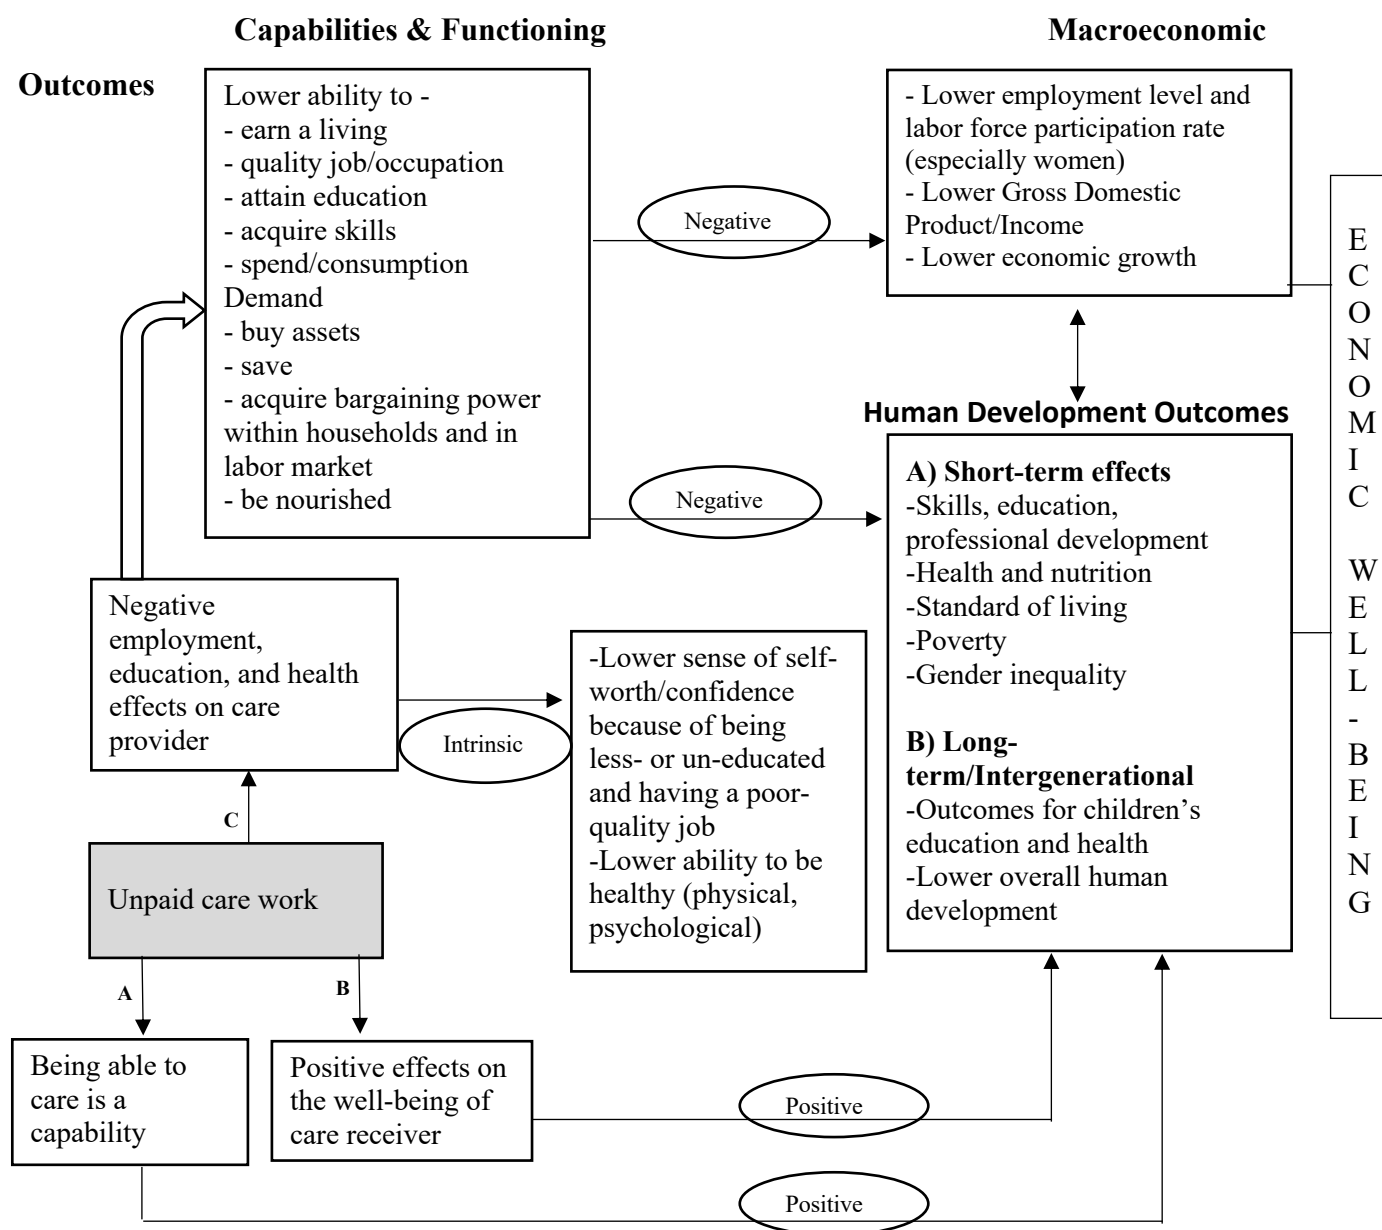 Capabilities & Functioning
Macroeconomic
Outcomes
Lower ability to -
- earn a living
- quality job/occupation
- attain education
- acquire skills
- spend/consumption
Demand
- buy assets
- save
- acquire bargaining power
within households and in
labor market
- be nourished
Negative
- Lower employment level and
labor force participation rate
(especially women)
- Lower Gross Domestic
Product/Income
- Lower economic growth
Negative
Human Development Outcomes
A) Short-term effects
-Skills, education,
professional development
-Health and nutrition
-Standard of living
-Poverty
-Gender inequality
B) Long-
term/Intergenerational
-Outcomes for children’s
education and health
-Lower overall human
development
E
C
O
N
O
M
I
C
W
E
L
L
-
B
E
I
N
G
Negative
employment,
education, and health
effects on care
provider
Intrinsic
-Lower sense of self-
worth/confidence
because of being
less- or un-educated
and having a poor-
quality job
-Lower ability to be
healthy (physical,
psychological)
C
Unpaid care work
A
B
Being able to
care is a
capability
Positive effects on
the well-being of
care receiver
Positive
Positive